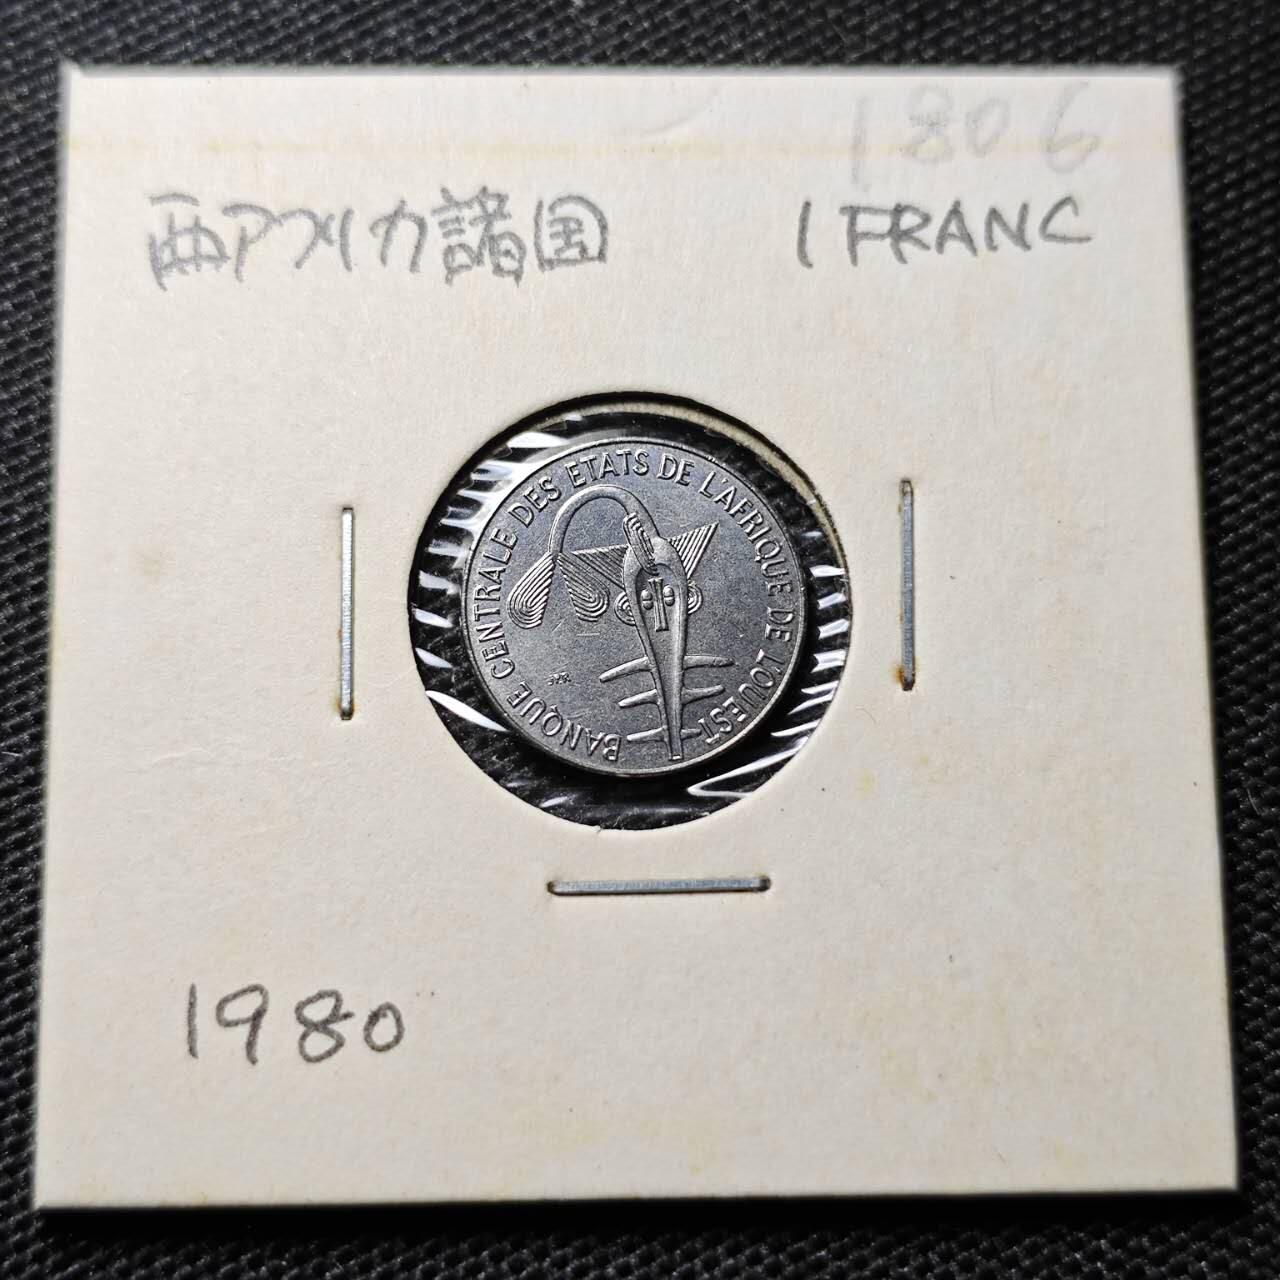 1806
西アフリカ諸国 1 FRANC
BANQUE CENTRALE DES ETATS DE L'AFRIQUE DE L'OUEST
1980